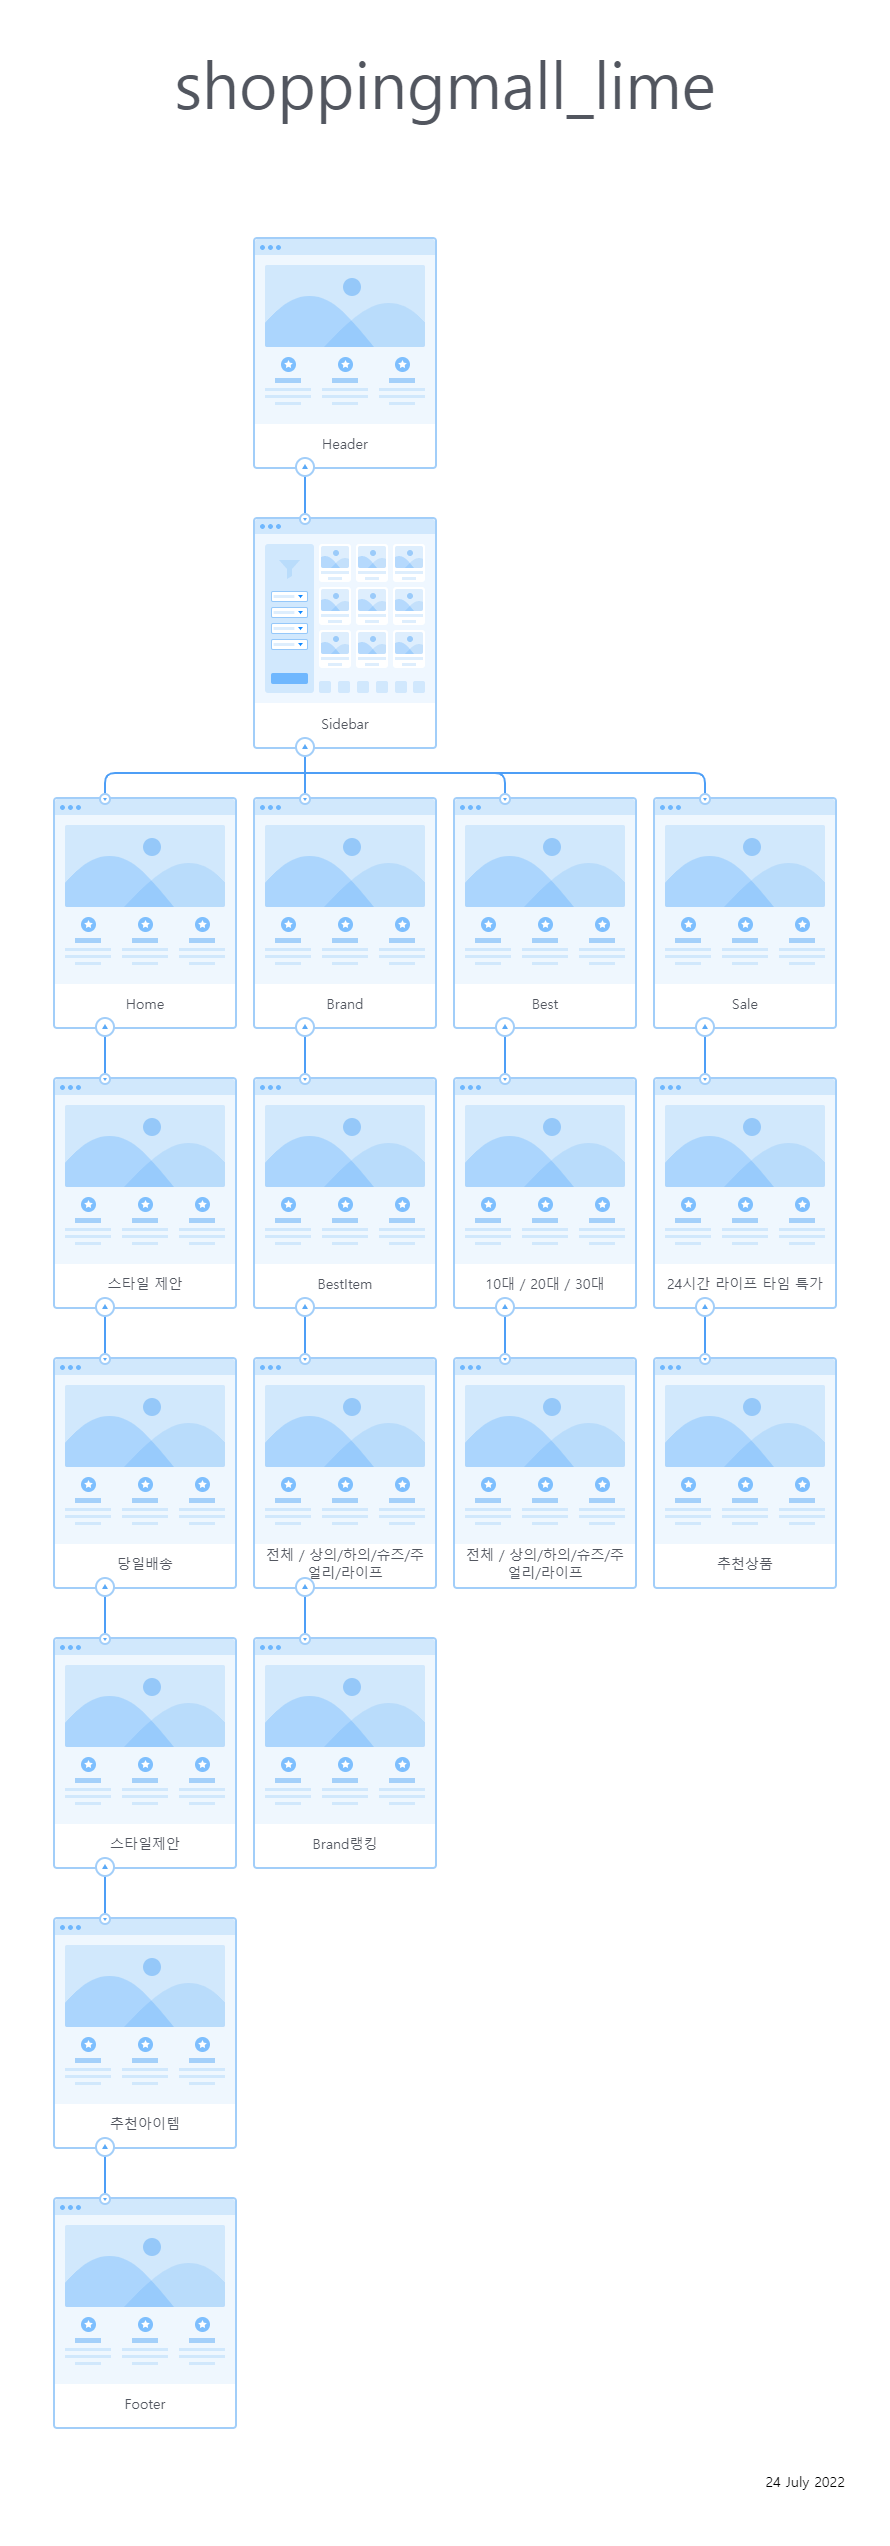 shoppingmall_lime
Header
Sidebar
Home
Brand
Best
Sale
스타일 제안
BestItem
10대 / 20대 / 30대
24시간 라이프 타임 특가
당일배송
전체 / 상의/하의/슈즈/주
얼리/라이프
전체 / 상의/하의/슈즈/주
얼리/라이프
추천상품
스타일제안
Brand랭킹
추천아이템
Footer
24 July 2022